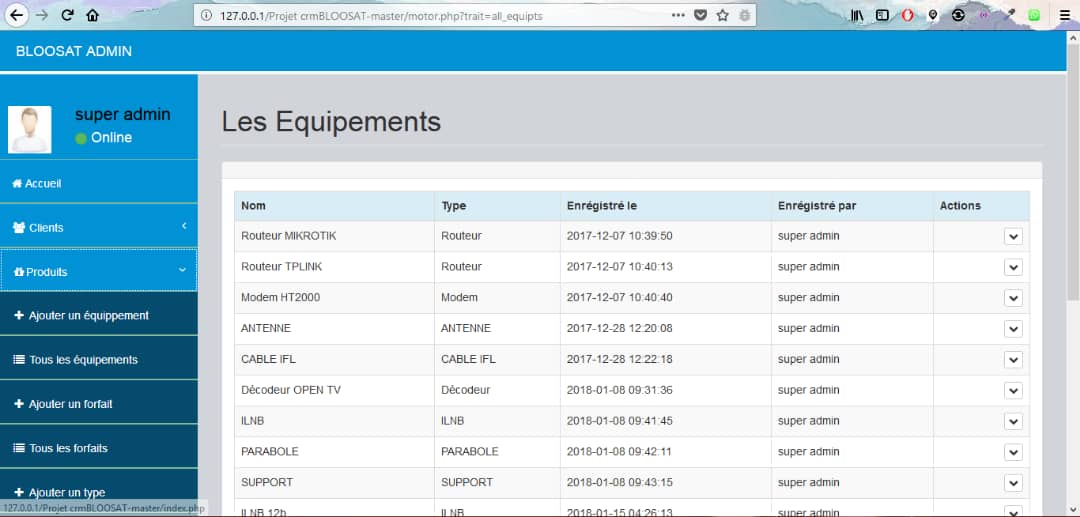 127.0.0.1/Projet crmBLOOSAT-master/motor.php?trait=all_equipts
BLOOSAT ADMIN
super admin
Online
Accueil
Clients
Produits
Ajouter un équippement
Tous les équipements
Ajouter un forfait
Tous les forfaits
Ajouter un type
127.0.0.1/Projet crmBLOOSAT-master/index.php
Les Equipements
Nom Type Enrégistré le Enrégistré par Actions
Routeur MIKROTIK Routeur 2017-12-07 10:39:50 super admin
Routeur TPLINK Routeur 2017-12-07 10:40:13 super admin
Modem HT2000 Modem 2017-12-07 10:40:40 super admin
ANTENNE ANTENNE 2017-12-28 12:20:08 super admin
CABLE IFL CABLE IFL 2017-12-28 12:22:18 super admin
Décodeur OPEN TV Décodeur 2018-01-08 09:31:36 super admin
ILNB ILNB 2018-01-08 09:41:45 super admin
PARABOLE PARABOLE 2018-01-08 09:42:11 super admin
SUPPORT SUPPORT 2018-01-08 09:43:15 super admin
ILNB 12b ILNB 2018-01-15 04:26:13 super admin